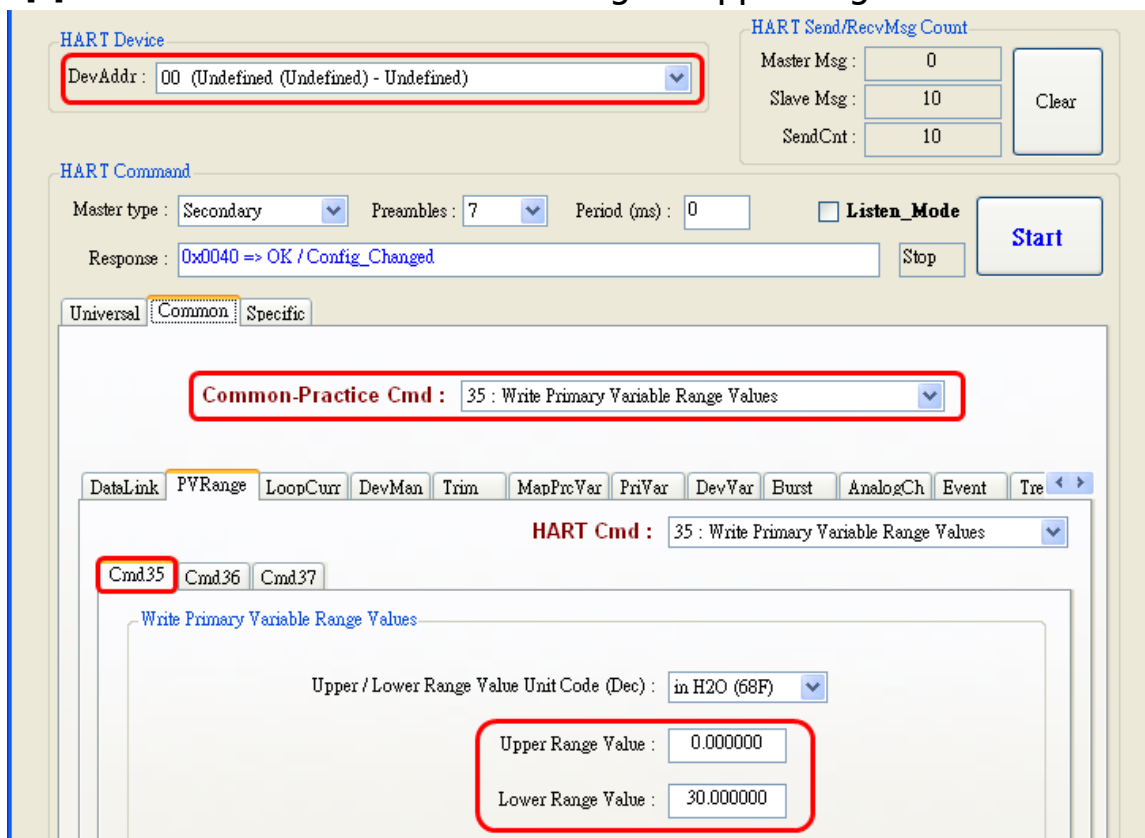 HART Device
DevAddr : 00 (Undefined (Undefined) - Undefined)
HART Send/RecvMsg Count
Master Msg : 0
Slave Msg : 10
SendCnt : 10
Clear
HART Command
Master type : Secondary Preambles : 7 Period (ms) : 0 Listen_Mode
Start
Response : 0x0040 => OK / Config_Changed Stop
Universal Common Specific
Common-Practice Cmd : 35 : Write Primary Variable Range Values
DataLink PVRange LoopCurr DevMan Trim MapPrcVar PriVar DevVar Burst AnalogCh Event Tre
HART Cmd : 35 : Write Primary Variable Range Values
Cmd35 Cmd36 Cmd37
Write Primary Variable Range Values
Upper / Lower Range Value Unit Code (Dec) : in H2O (68F)
Upper Range Value : 0.000000
Lower Range Value : 30.000000